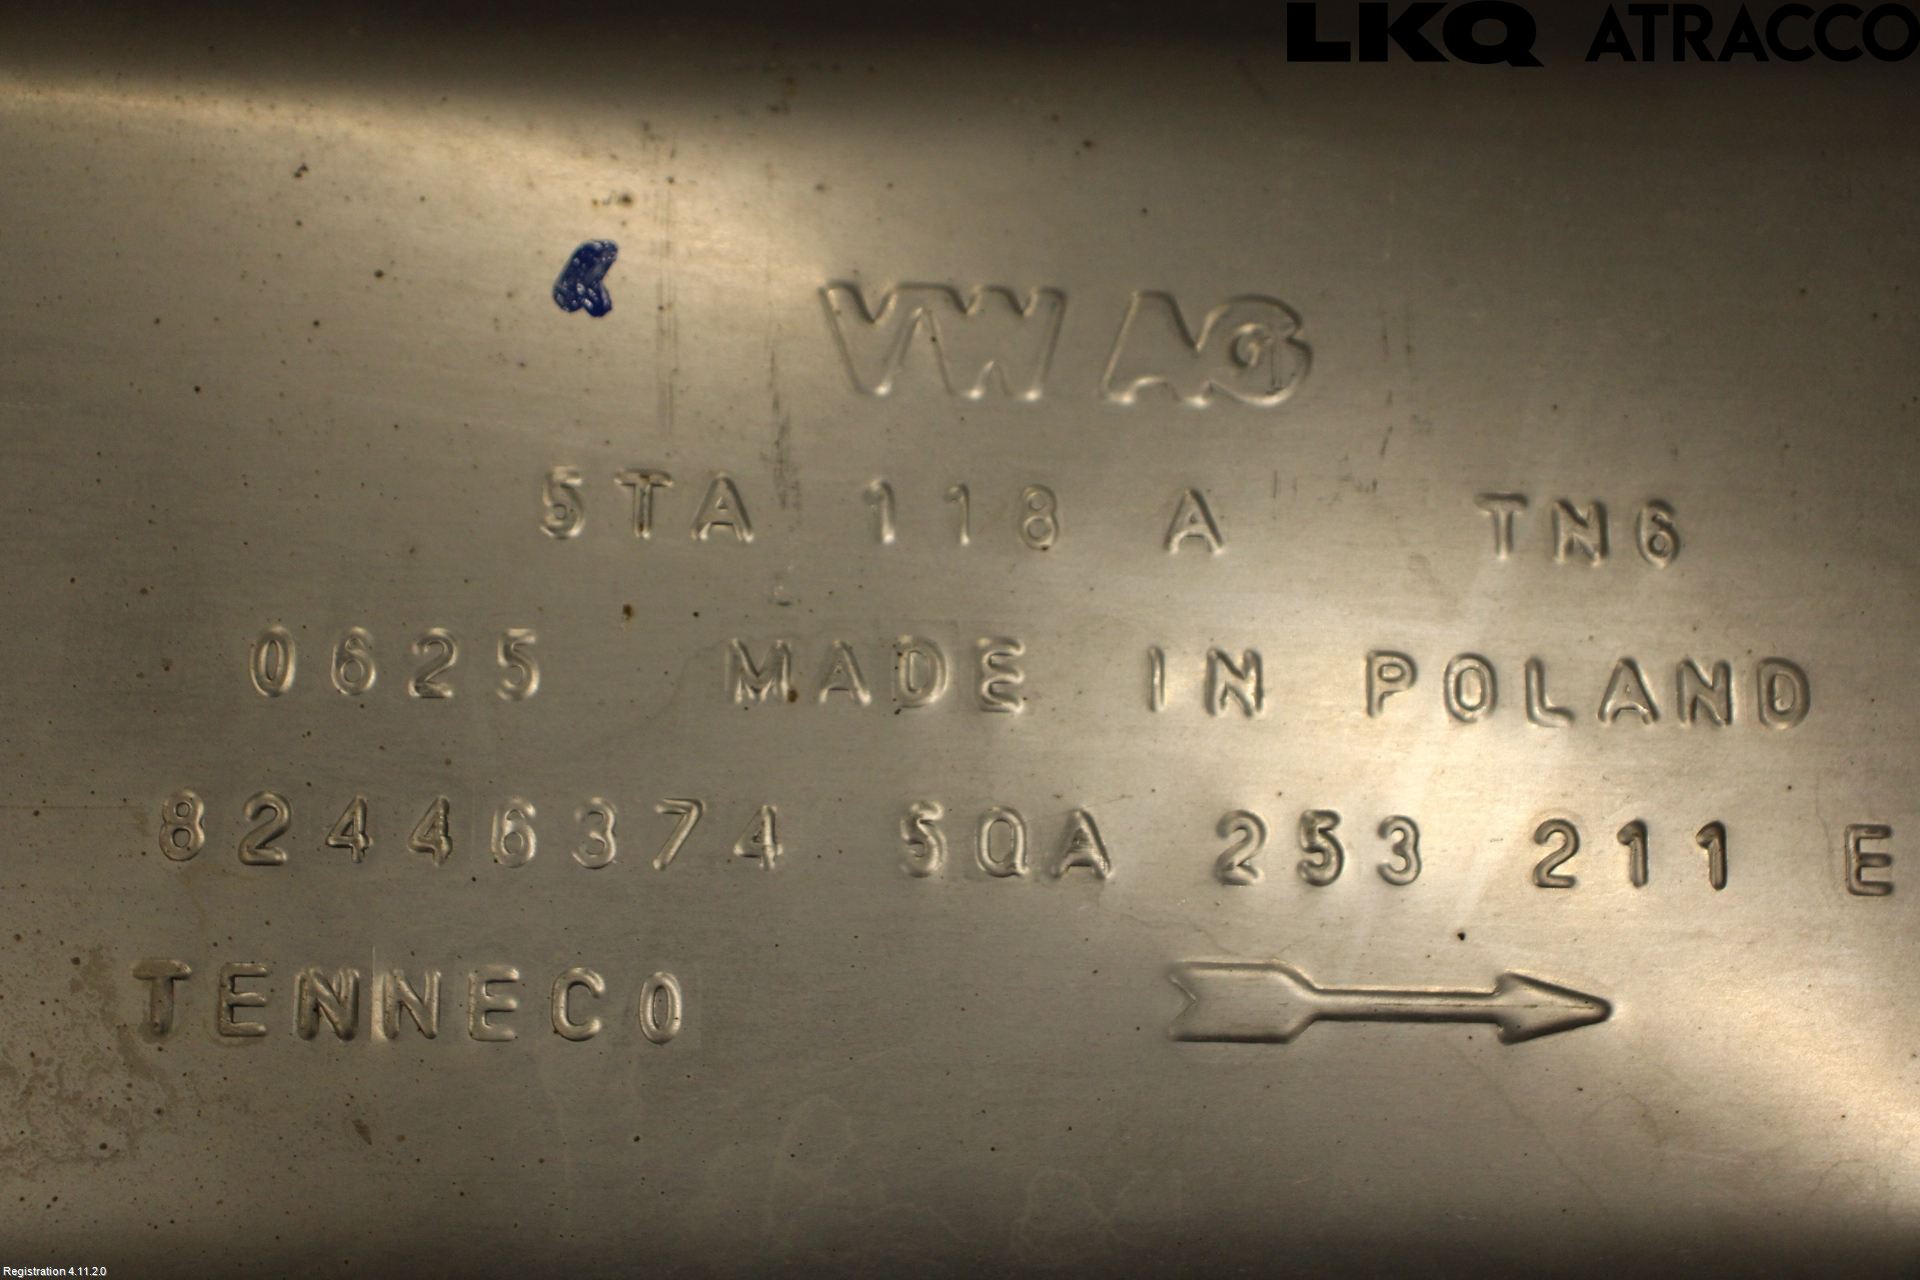 LKQ ATRACCO
VW AG
5TA 118 A TN6
0625 MADE IN POLAND
82446374 5QA 253 211 E
TENNECO
Registration 4.11.2.0